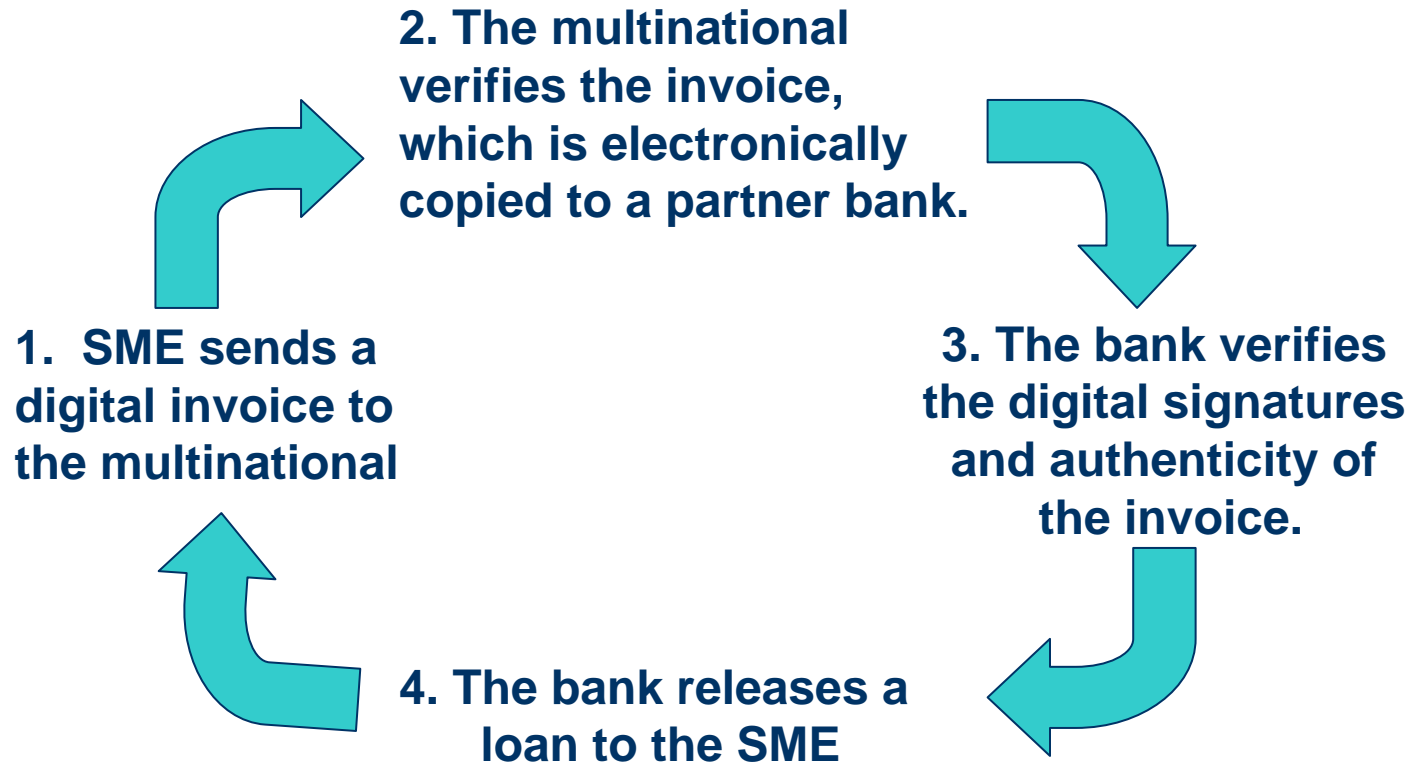 2. The multinational
verifies the invoice,
which is electronically
copied to a partner bank.
1. SME sends a
digital invoice to
the multinational
3. The bank verifies
the digital signatures
and authenticity of
the invoice.
4. The bank releases a
loan to the SME